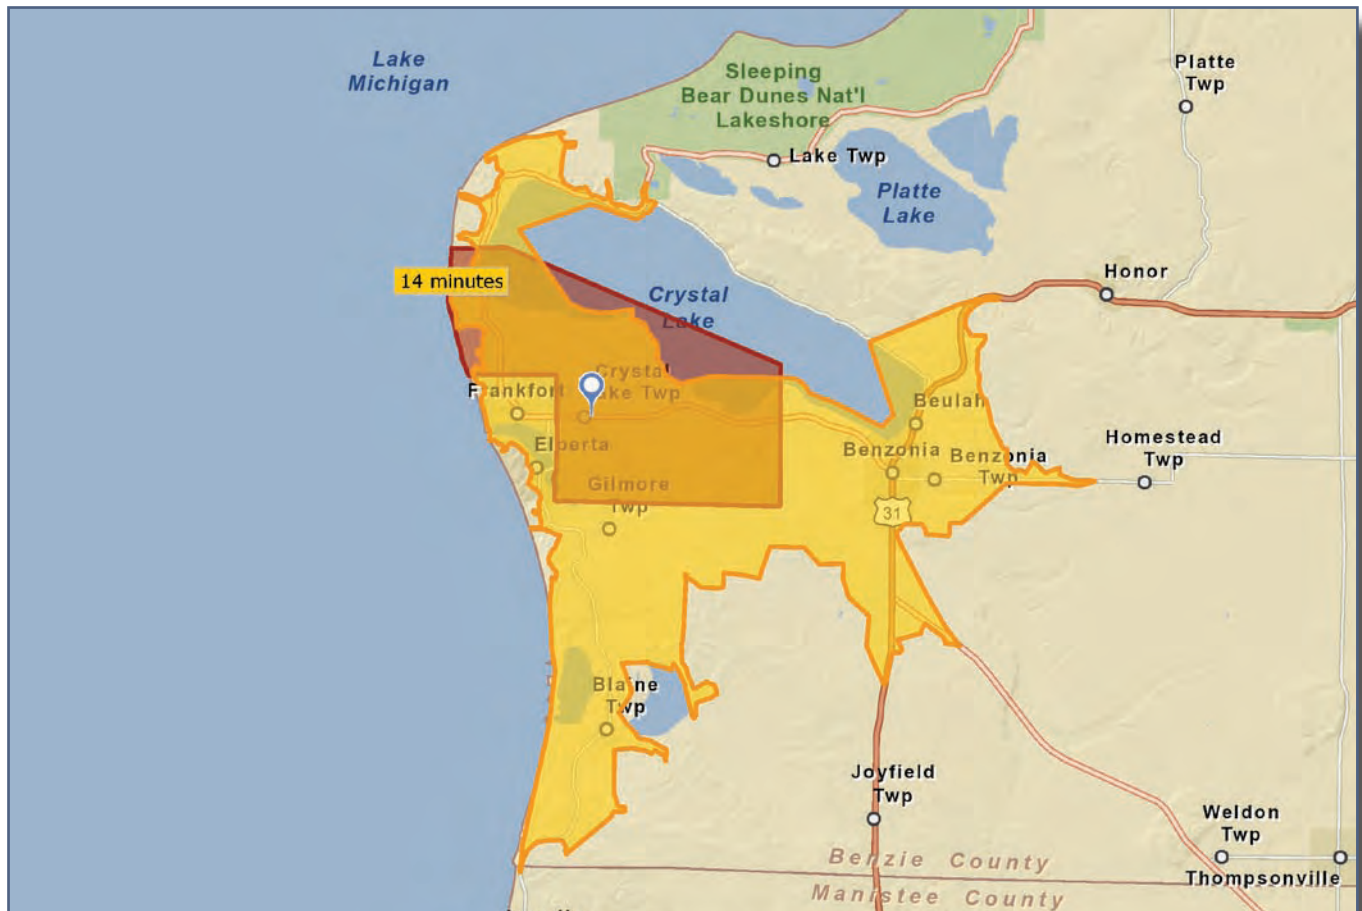 Lake
Michigan
Platte
Twp
Sleeping
Bear Dunes Nat'l
Lakeshore
Lake Twp
Platte
Lake
Honor
14 minutes
Crystal
Lake
Crystal
Lake Twp
Frankfort
Beulah
Elberta
Benzonia
Benzonia
Twp
Homestead
Twp
Gilmore
Twp
31
Blaine
Twp
Joyfield
Twp
Weldon
Twp
Benzie County
Thompsonville
Manistee County